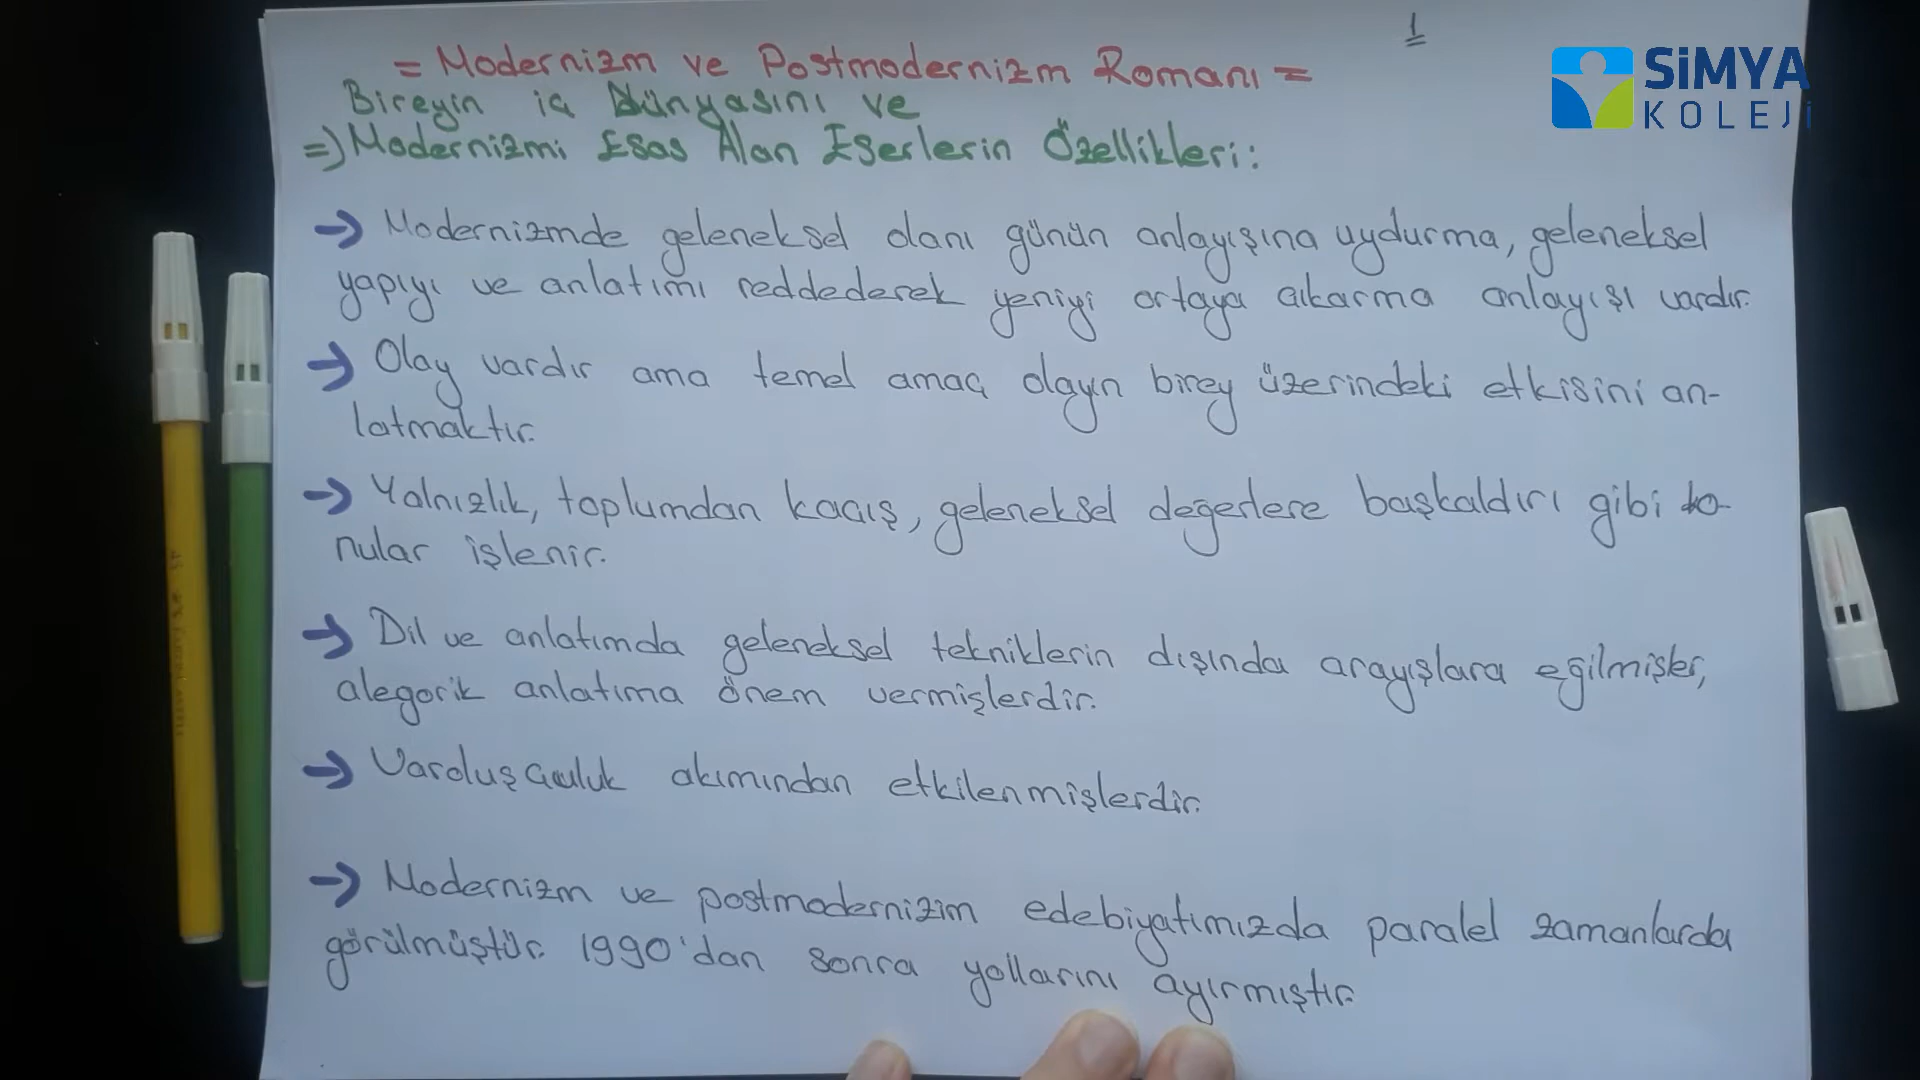 1
= Modernizm ve Postmodernizm Romanı =
SiMYA
KOLEJi
Bireyin iç Dünyasını ve
=) Modernizmi Esas Alan Eserlerin Özellikleri:
→ Modernizmde geleneksel olanı günün anlayışına uydurma, geleneksel
yapıyı ve anlatımı reddederek yeniyi ortaya çıkarma anlayışı vardır.
→ Olay vardır ama temel amaç olayın birey üzerindeki etkisini an-
latmaktır.
→ Yalnızlık, toplumdan kaçış, geleneksel değerlere başkaldırı gibi ko-
nular işlenir.
→ Dil ve anlatımda geleneksel tekniklerin dışında arayışlara eğilmişler,
alegorik anlatıma önem vermişlerdir.
→ Varoluşçuluk akımından etkilenmişlerdir.
→ Modernizm ve postmodernizim edebiyatımızda paralel zamanlarda
görülmüştür. 1990'dan sonra yollarını ayırmıştır.